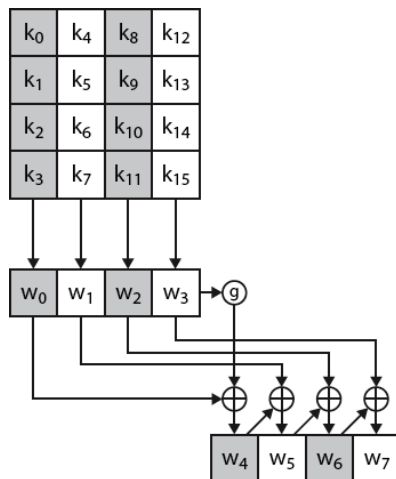 k₀ k₄ k₈ k₁₂
k₁ k₅ k₉ k₁₃
k₂ k₆ k₁₀ k₁₄
k₃ k₇ k₁₁ k₁₅
w₀ w₁ w₂ w₃ g
w₄ w₅ w₆ w₇